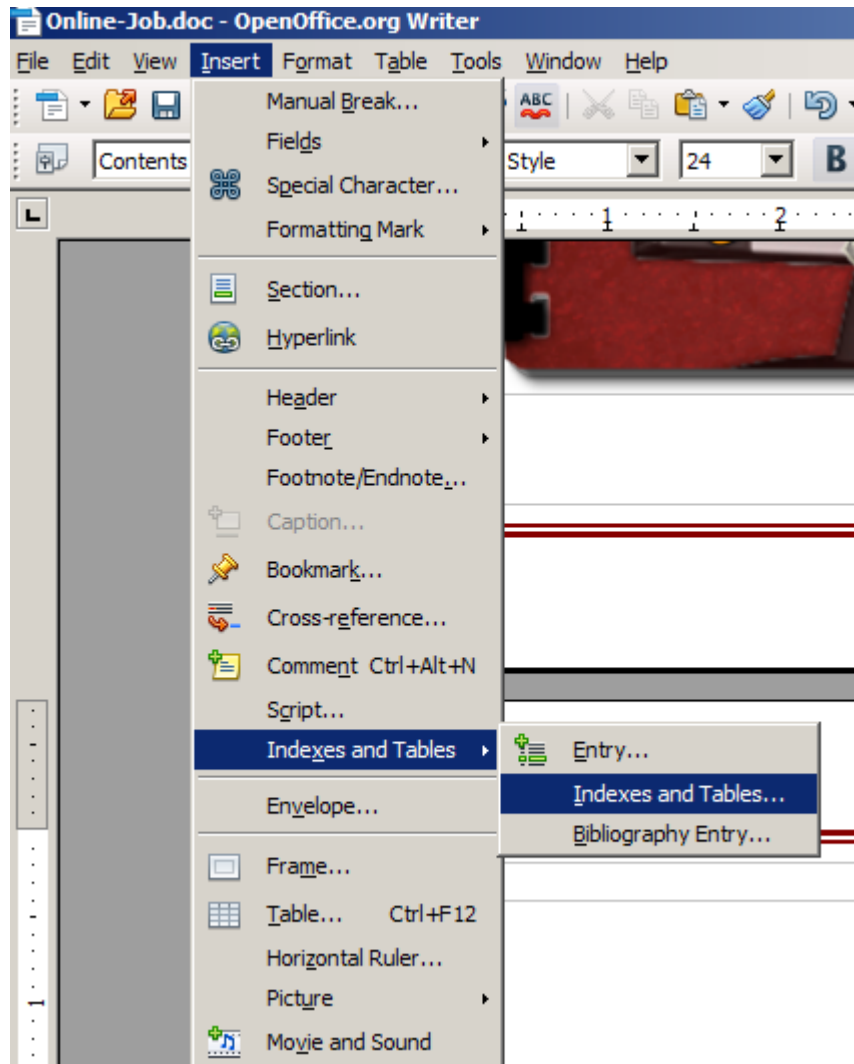 Online-Job.doc - OpenOffice.org Writer
File Edit View Insert Format Table Tools Window Help
Manual Break...
ABC
Fields
Contents
Style
24
B
Special Character...
Formatting Mark
1 2
Section...
Hyperlink
Header
Footer
Footnote/Endnote...
Caption...
Bookmark...
Cross-reference...
Comment Ctrl+Alt+N
Script...
Indexes and Tables
Entry...
Indexes and Tables...
Bibliography Entry...
Envelope...
Frame...
Table... Ctrl+F12
Horizontal Ruler...
Picture
1
Movie and Sound